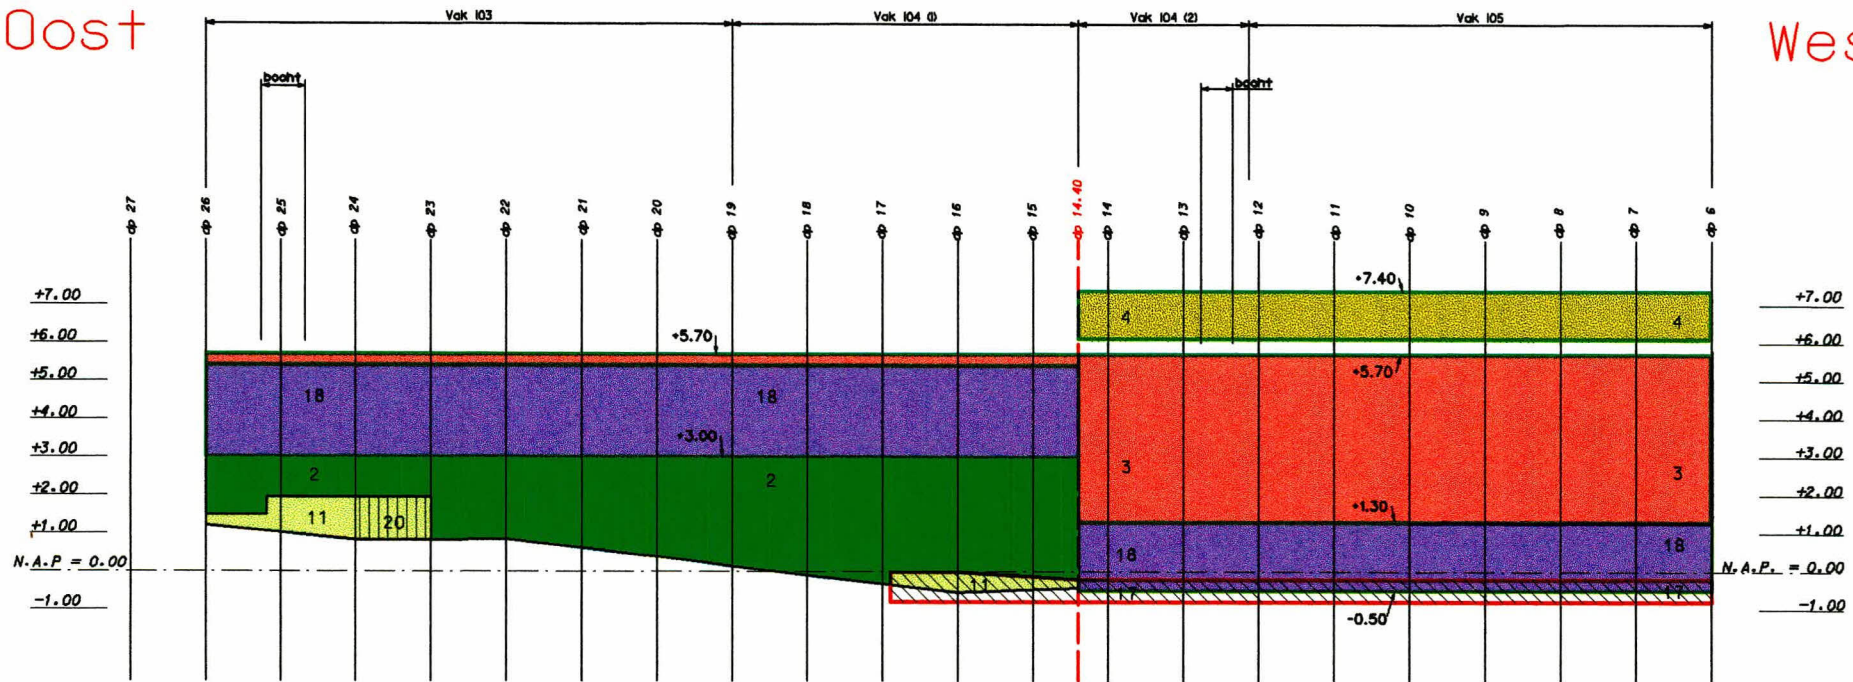 Oost
Vak 103
Vak 104 (1)
Vak 104 (2)
Vak 105
Wes
bocht
bocht
dp 27
dp 26
dp 25
dp 24
dp 23
dp 22
dp 21
dp 20
dp 19
dp 18
dp 17
dp 16
dp 15
dp 14.40
dp 14
dp 13
dp 12
dp 11
dp 10
dp 9
dp 8
dp 7
dp 6
+7.00
+6.00
+5.00
+4.00
+3.00
+2.00
+1.00
N.A.P = 0.00
-1.00
+5.70
18
18
+3.00
2
2
11
20
11
+7.40
4
4
+5.70
3
3
+1.30
18
18
17
17
-0.50
+7.00
+6.00
+5.00
+4.00
+3.00
+2.00
+1.00
N.A.P. = 0.00
-1.00